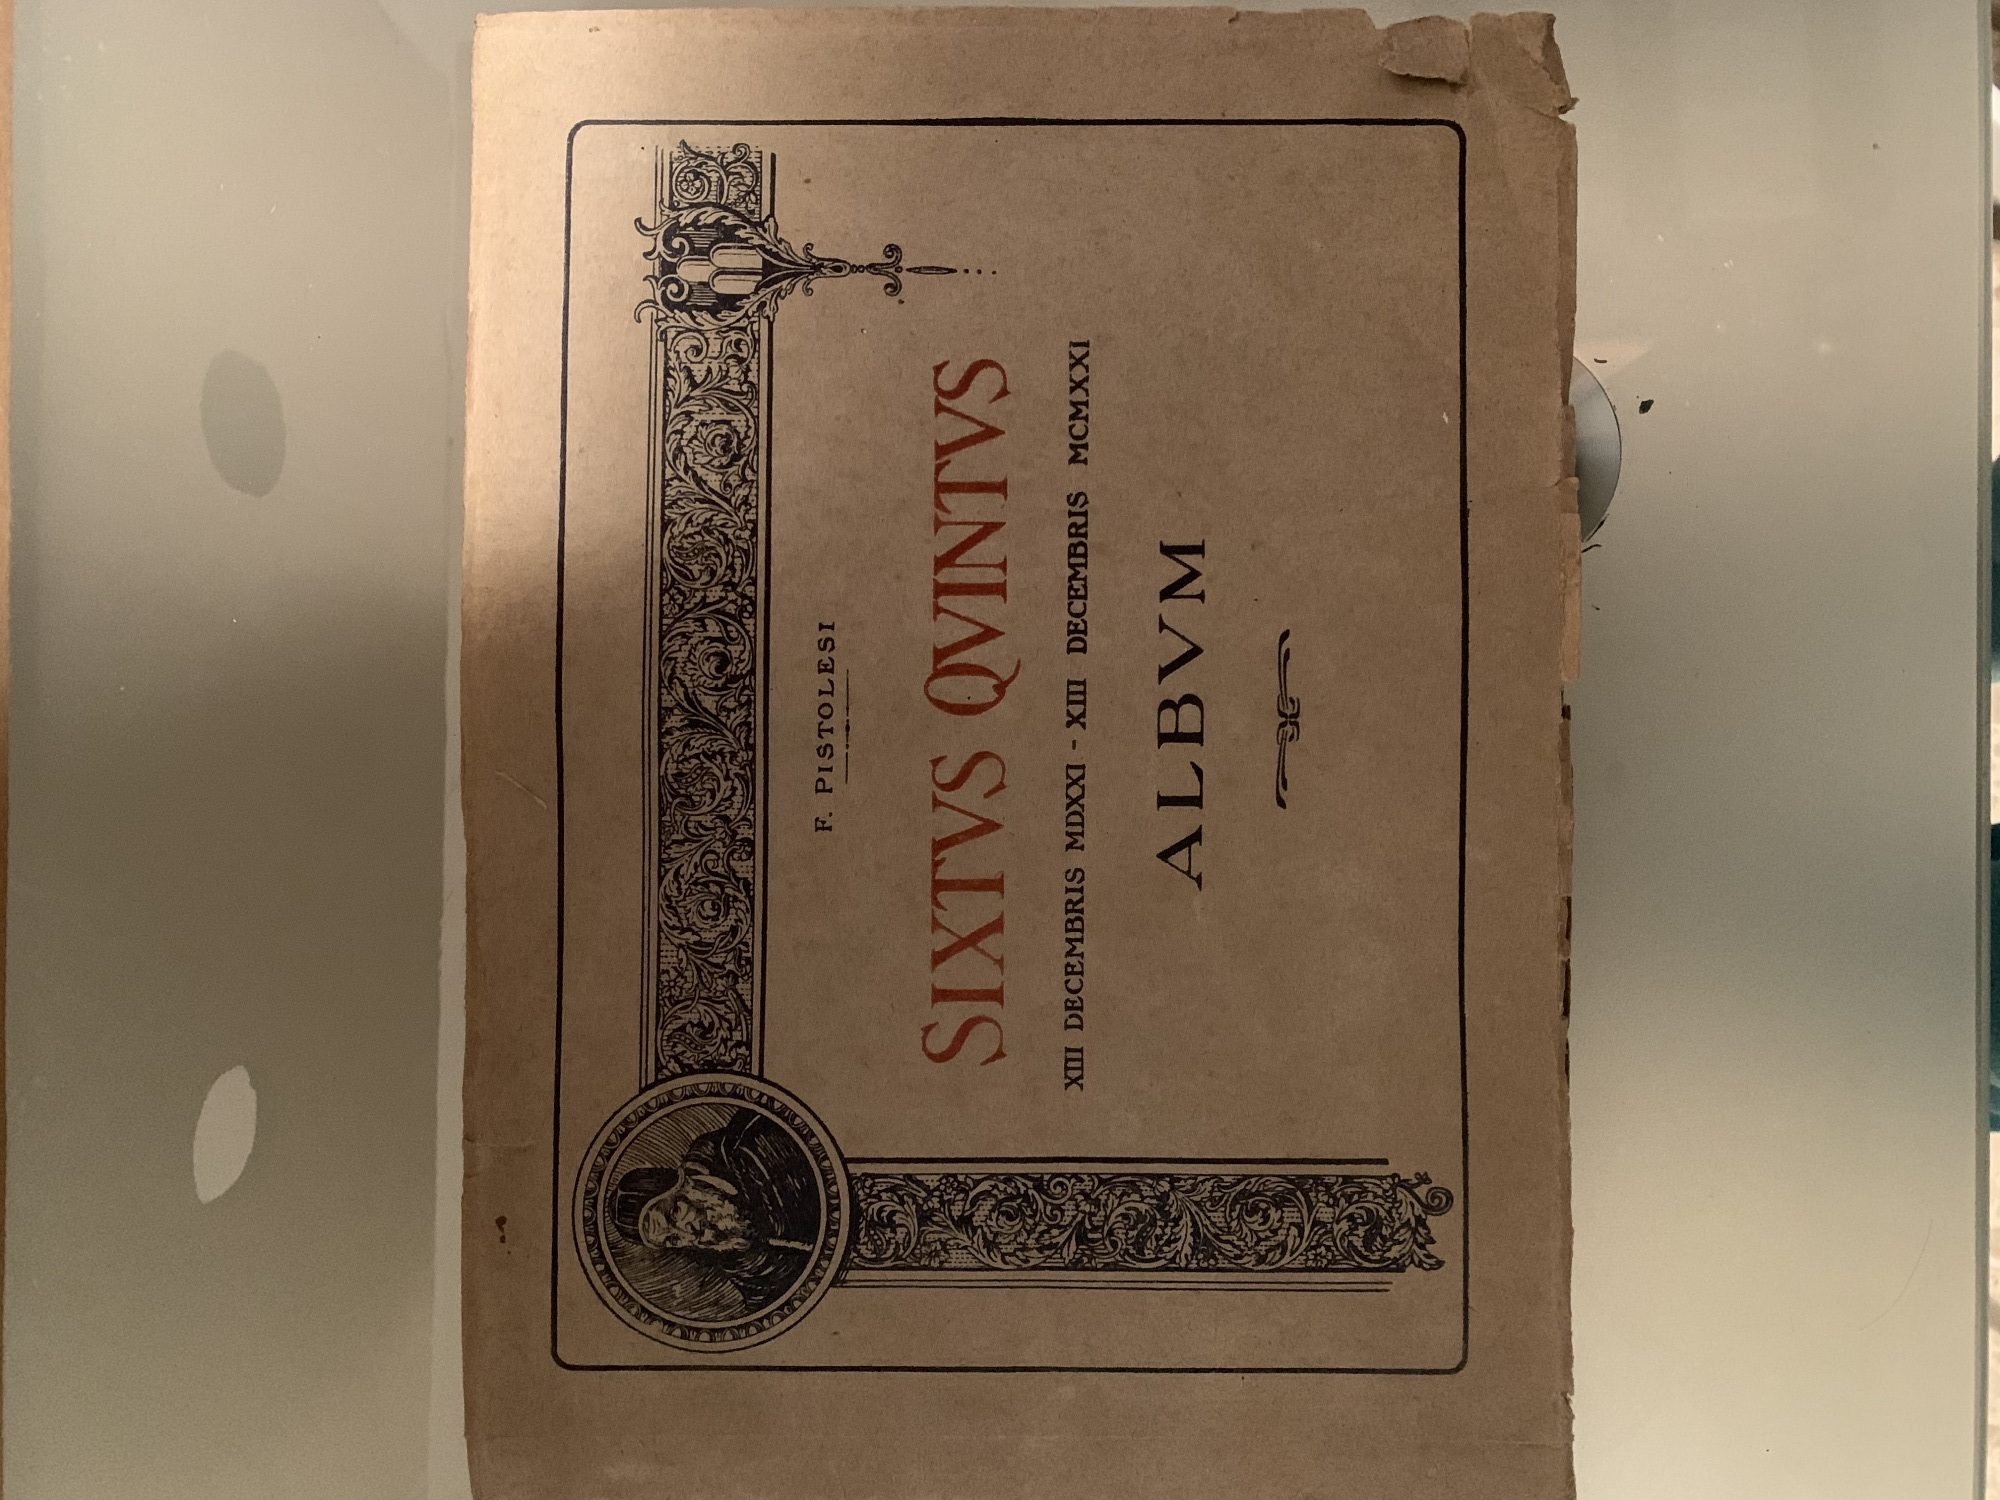 F. PISTOLESI
SIXTVS QVINTVS
XIII DECEMBRIS MDXXI - XIII DECEMBRIS MCMXXI
ALBVM